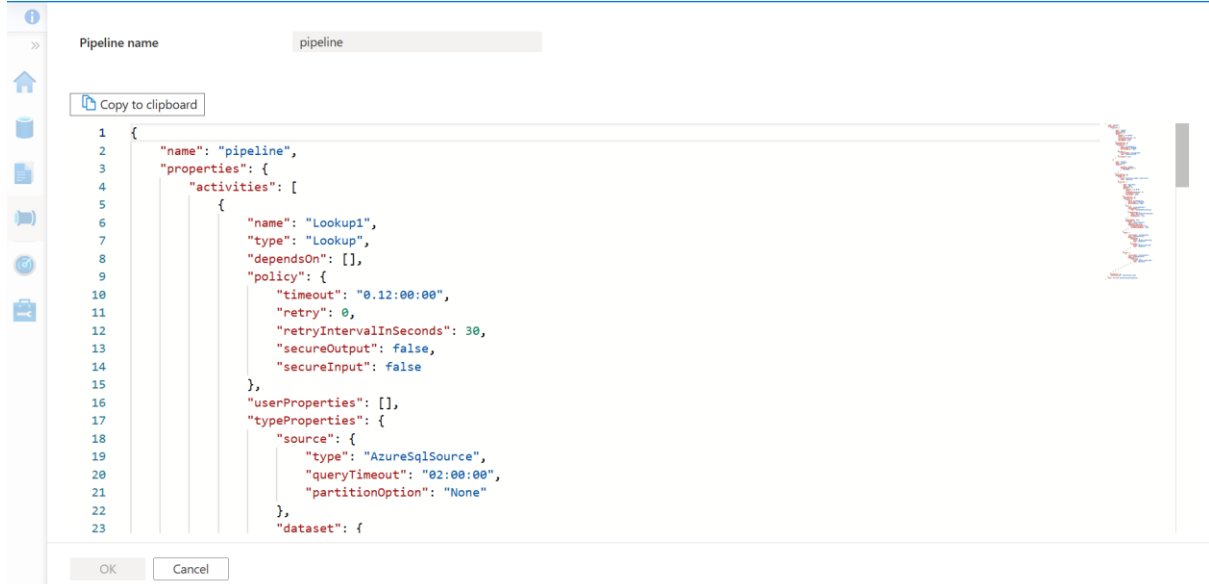 Pipeline name
pipeline
Copy to clipboard
1 {
2 "name": "pipeline",
3 "properties": {
4 "activities": [
5 {
6 "name": "Lookup1",
7 "type": "Lookup",
8 "dependsOn": [],
9 "policy": {
10 "timeout": "0.12:00:00",
11 "retry": 0,
12 "retryIntervalInSeconds": 30,
13 "secureOutput": false,
14 "secureInput": false
15 },
16 "userProperties": [],
17 "typeProperties": {
18 "source": {
19 "type": "AzureSqlSource",
20 "queryTimeout": "02:00:00",
21 "partitionOption": "None"
22 },
23 "dataset": {
OK
Cancel